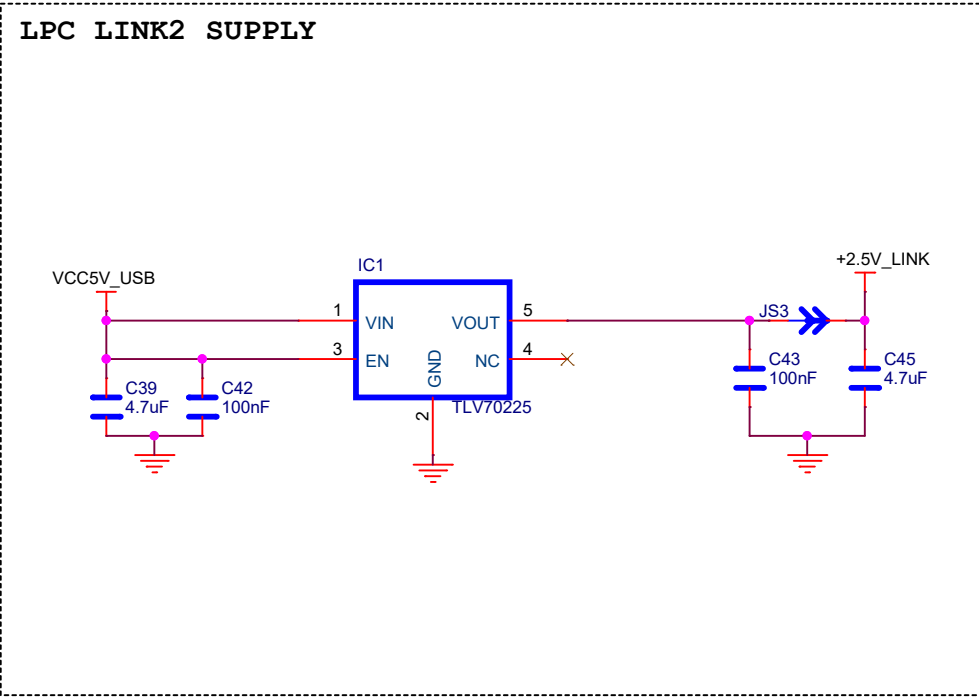 LPC LINK2 SUPPLY
VCC5V_USB
IC1
+2.5V_LINK
1
VIN
VOUT
5
JS3
3
EN
GND
NC
4
C39
4.7uF
C42
100nF
2
TLV70225
C43
100nF
C45
4.7uF